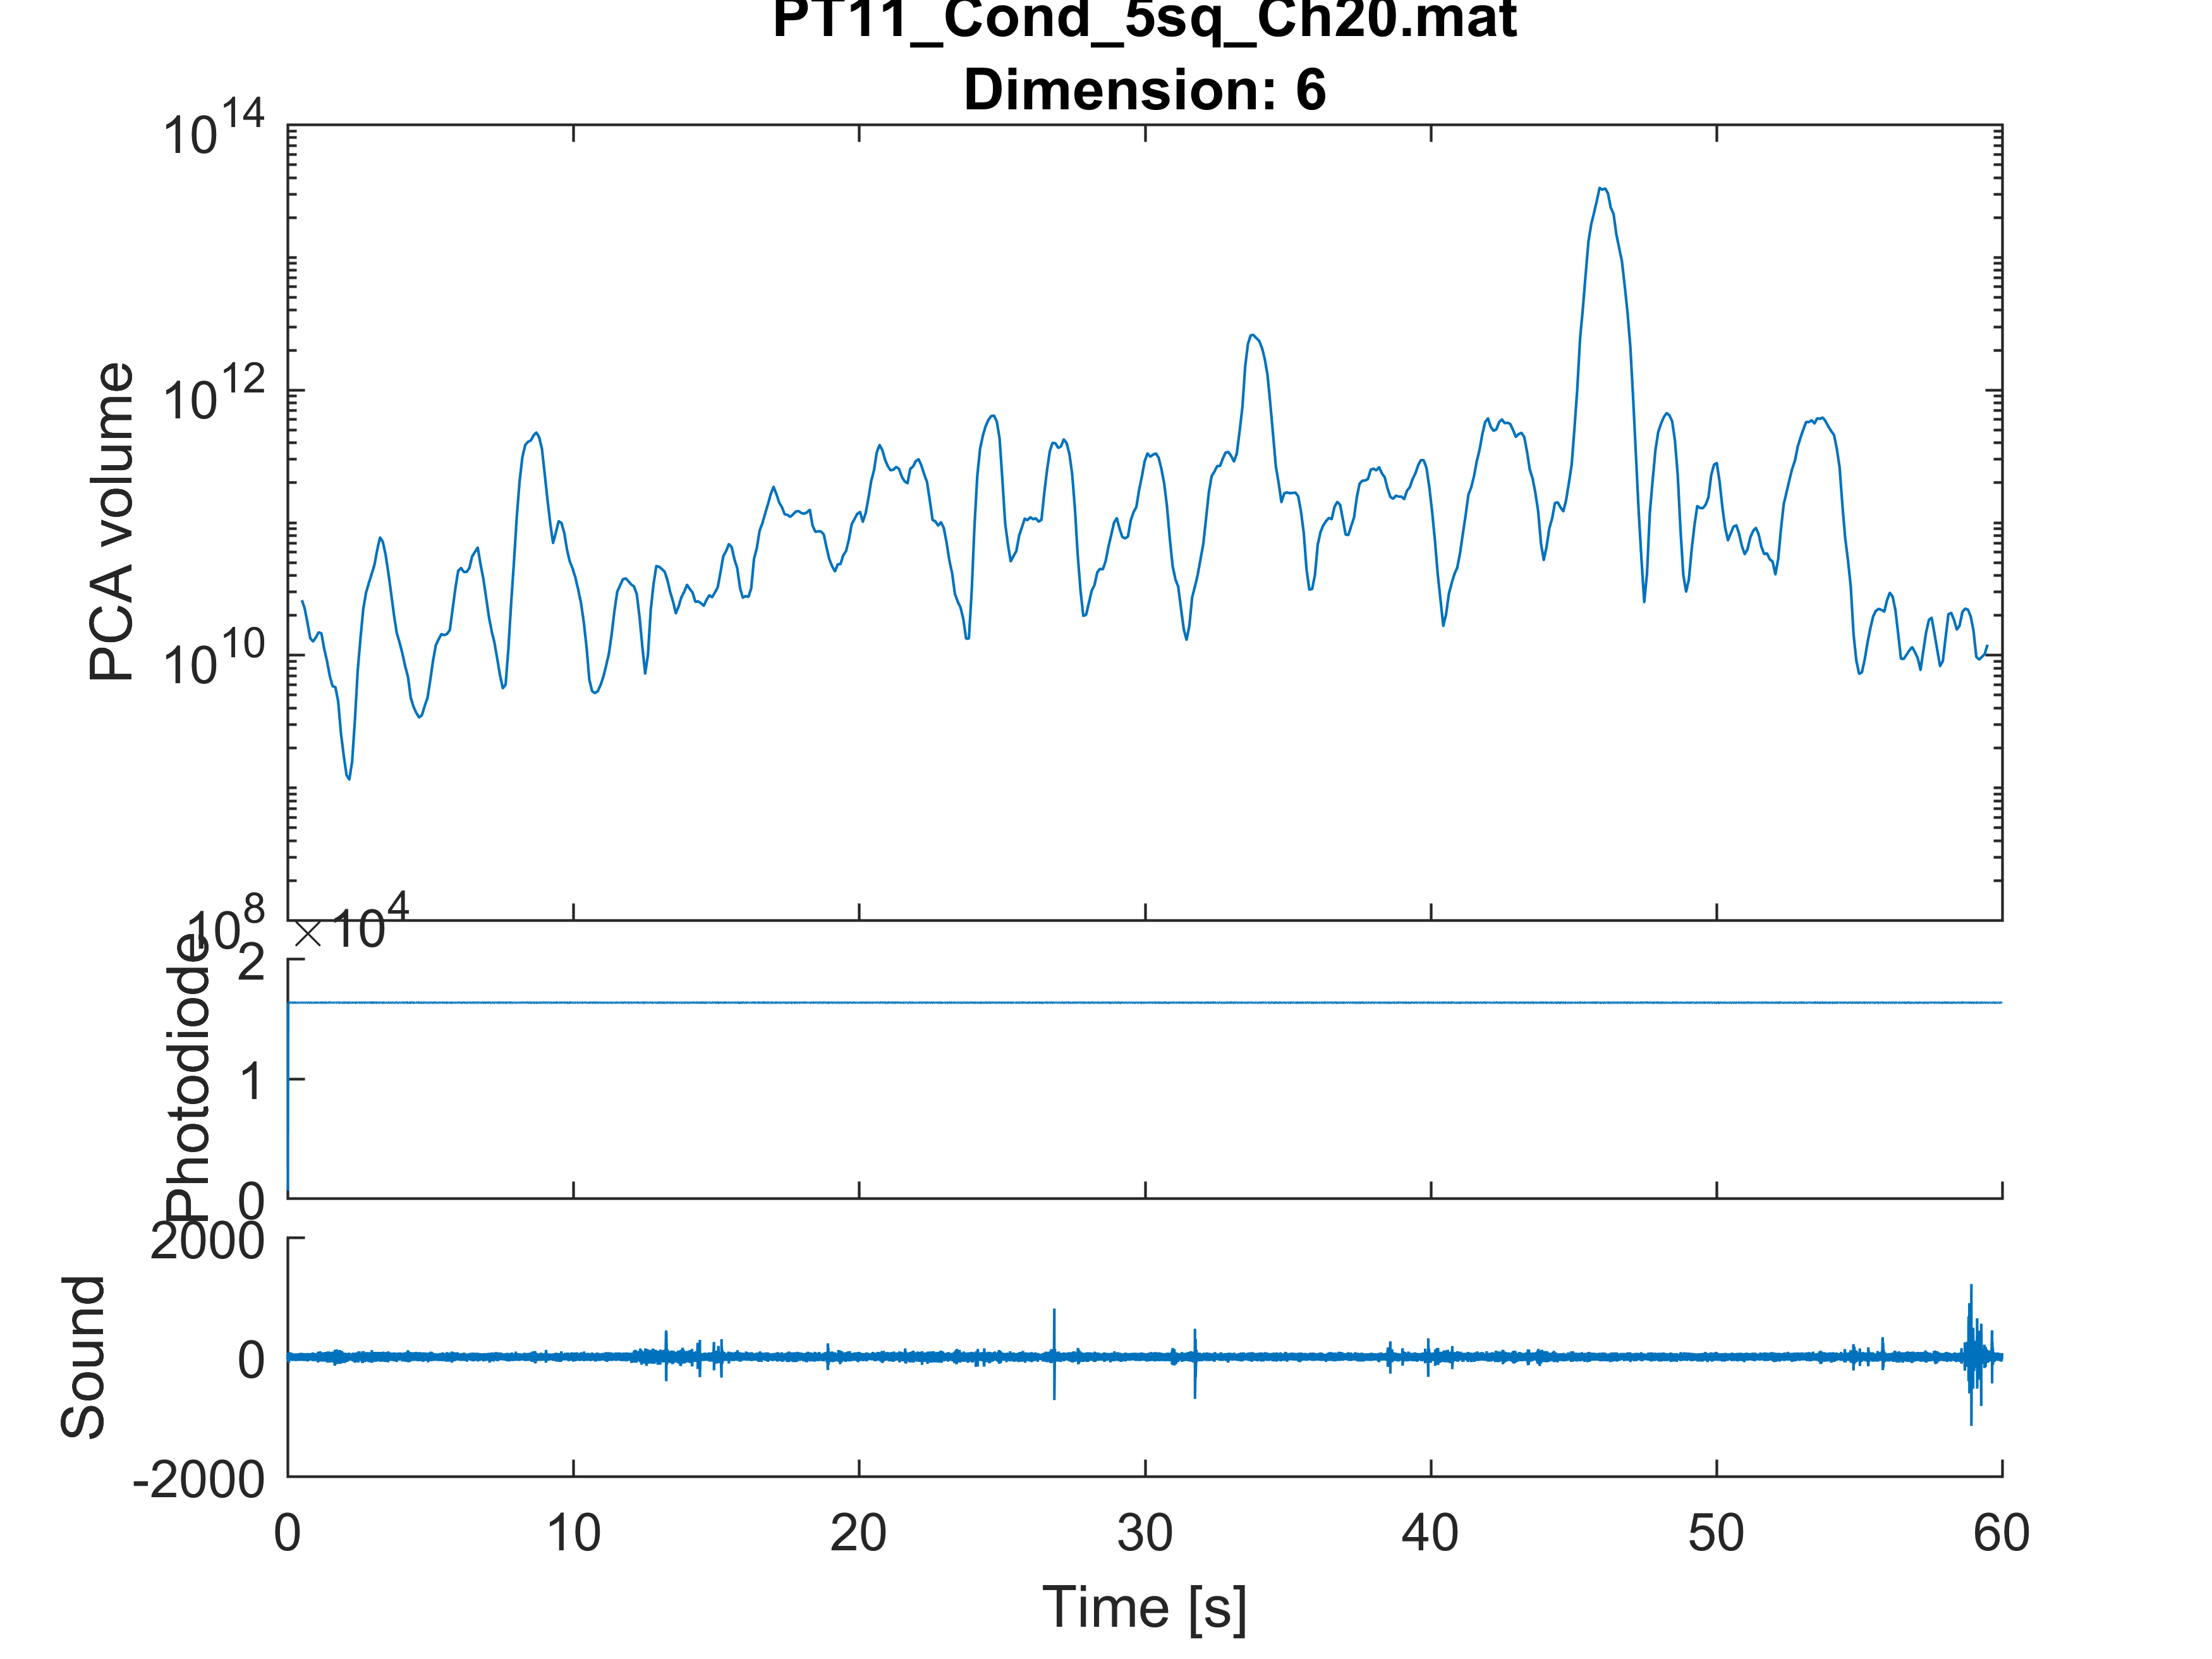 PT11_Cond_5sq_Ch20.mat
Dimension: 6
10^14
10^12
10^10
10^8
PCA volume
×10^4
2
1
0
Photodiode
2000
0
-2000
Sound
0 10 20 30 40 50 60
Time [s]